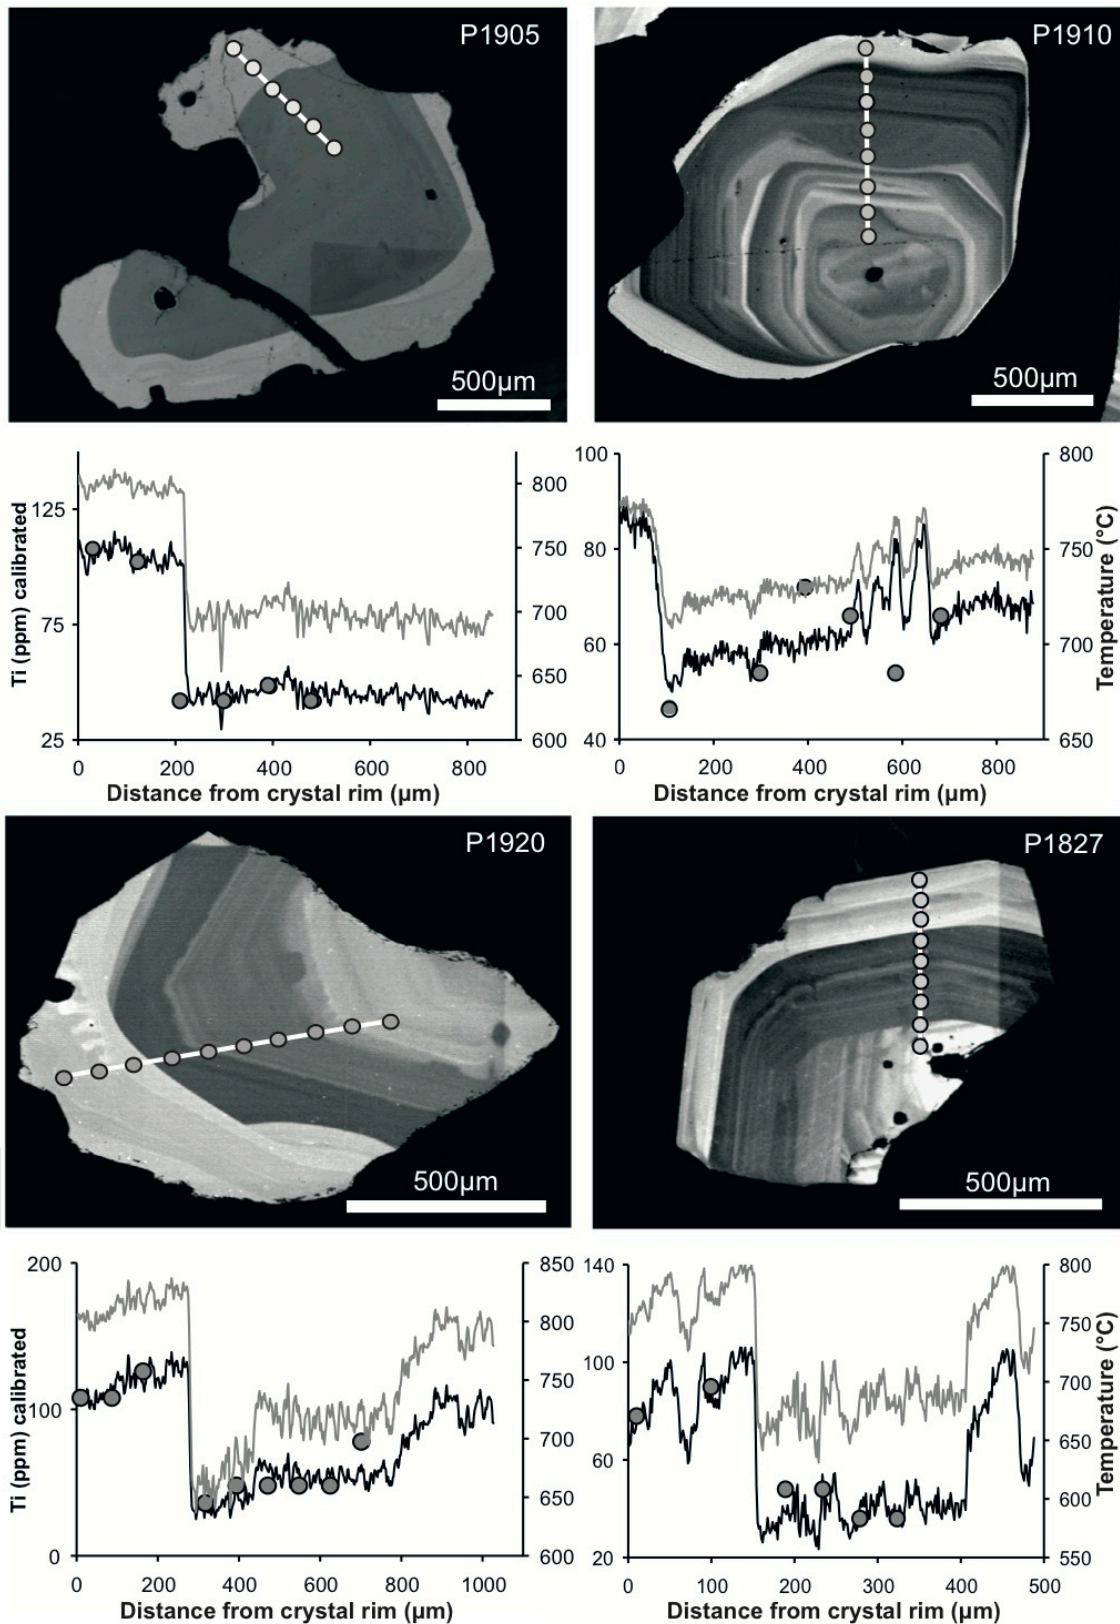 P1905
500µm
P1910
500µm
Ti (ppm) calibrated
125
75
25
800
750
700
650
600
0 200 400 600 800
Distance from crystal rim (µm)
100
80
60
40
800
750
700
650
Temperature (°C)
0 200 400 600 800
Distance from crystal rim (µm)
P1920
500µm
P1827
500µm
Ti (ppm) calibrated
200
100
0
850
800
750
700
650
600
0 200 400 600 800 1000
Distance from crystal rim (µm)
140
100
60
20
800
750
700
650
600
550
Temperature (°C)
0 100 200 300 400 500
Distance from crystal rim (µm)